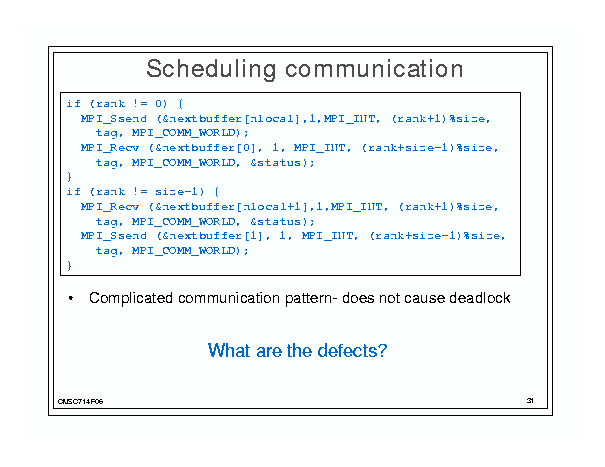 Scheduling communication
if (rank != 0) {
MPI_Ssend (&nextbuffer[nlocal],1,MPI_INT, (rank+1)%size,
tag, MPI_COMM_WORLD);
MPI_Recv (&nextbuffer[0], 1, MPI_INT, (rank+size-1)%size,
tag, MPI_COMM_WORLD, &status);
}
if (rank != size-1) {
MPI_Recv (&nextbuffer[nlocal+1],1,MPI_INT, (rank+1)%size,
tag, MPI_COMM_WORLD, &status);
MPI_Ssend (&nextbuffer[1], 1, MPI_INT, (rank+size-1)%size,
tag, MPI_COMM_WORLD);
}
• Complicated communication pattern- does not cause deadlock
What are the defects?
CMSC714F06
31